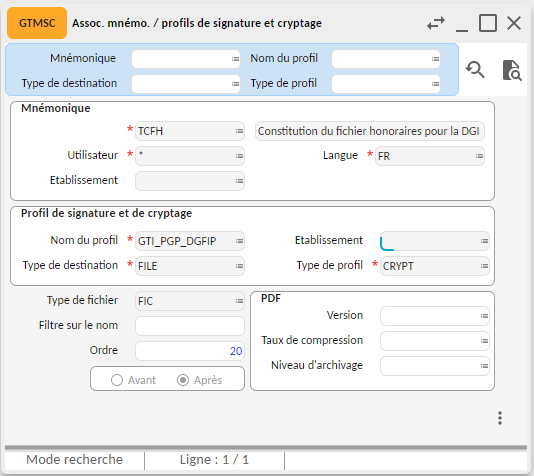 GTMSC Assoc. mnémo. / profils de signature et cryptage
Mnémonique Nom du profil
Type de destination Type de profil
Mnémonique
* TCFH Constitution du fichier honoraires pour la DGI
Utilisateur * * Langue * FR
Etablissement
Profil de signature et de cryptage
Nom du profil * GTI_PGP_DGFIP Etablissement
Type de destination * FILE Type de profil * CRYPT
Type de fichier FIC
Filtre sur le nom
Ordre 20
Avant Après
PDF
Version
Taux de compression
Niveau d'archivage
Mode recherche Ligne : 1 / 1